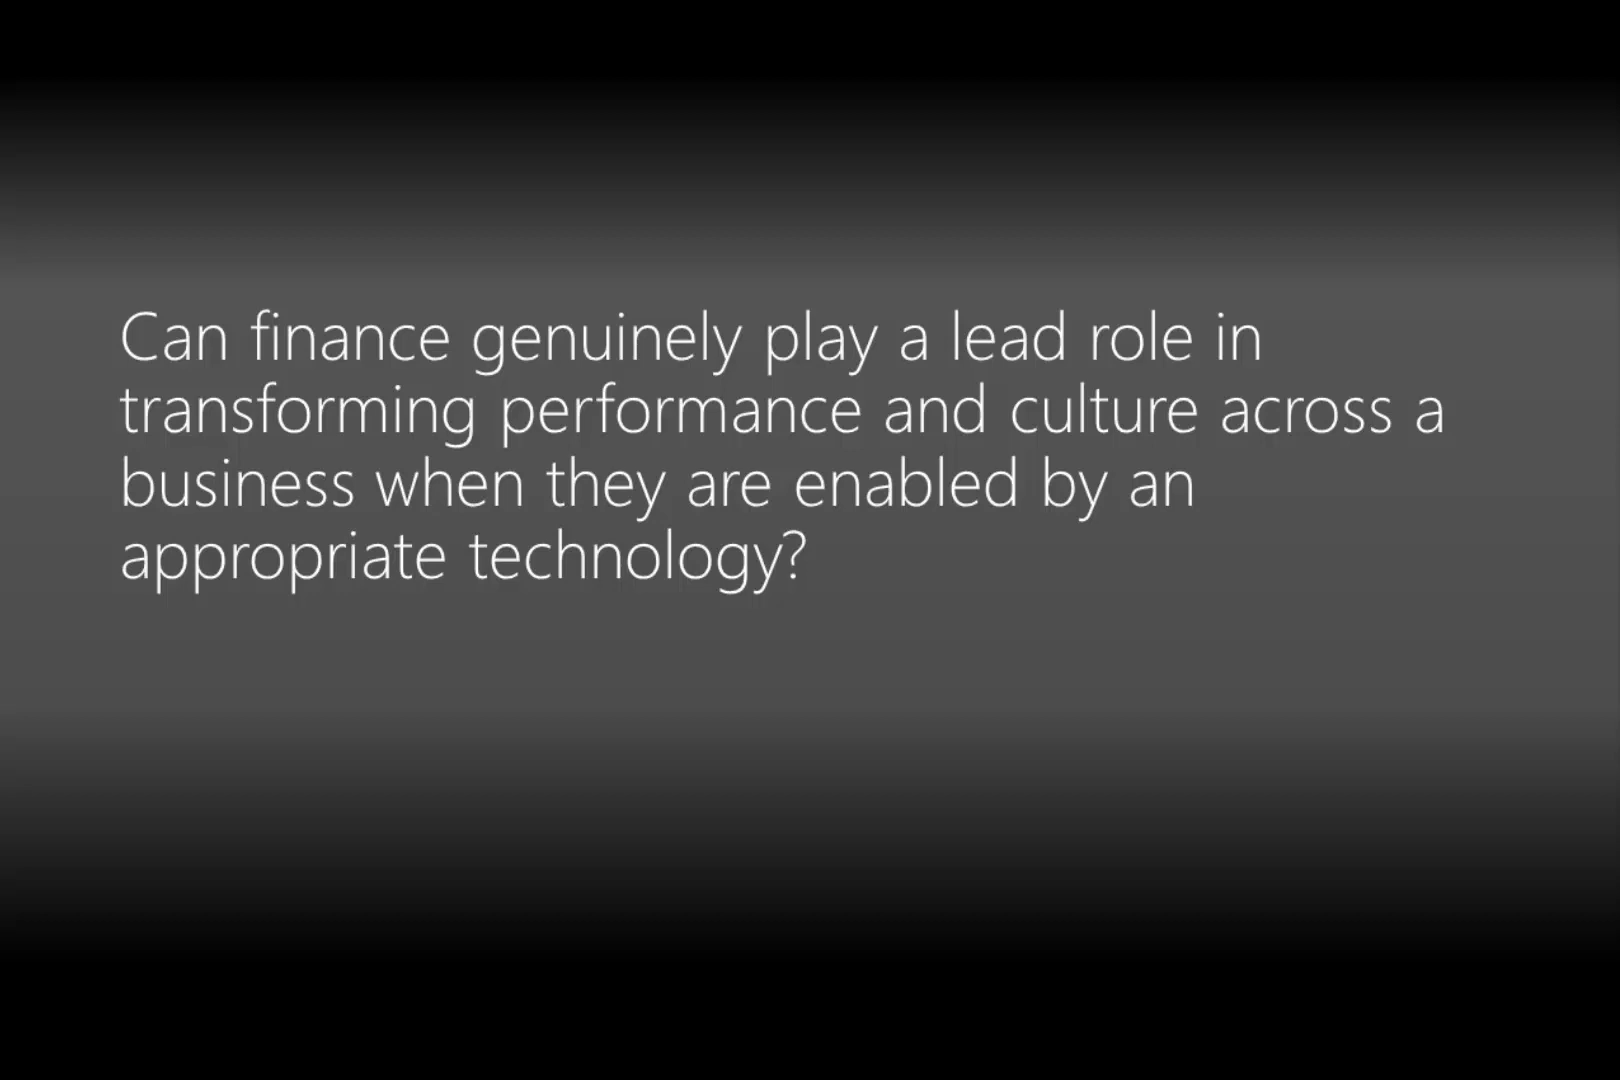 Can finance genuinely play a lead role in
transforming performance and culture across a
business when they are enabled by an
appropriate technology?